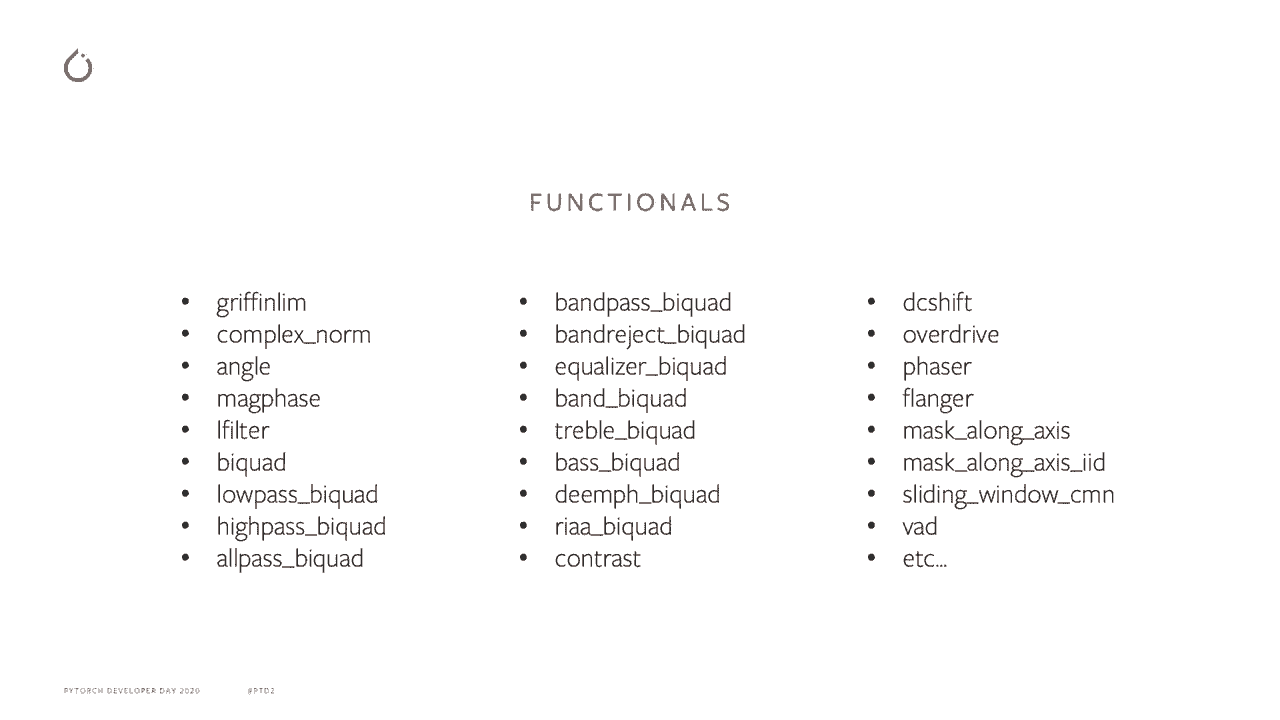 FUNCTIONALS
• griffinlim
• complex_norm
• angle
• magphase
• lfilter
• biquad
• lowpass_biquad
• highpass_biquad
• allpass_biquad
• bandpass_biquad
• bandreject_biquad
• equalizer_biquad
• band_biquad
• treble_biquad
• bass_biquad
• deemph_biquad
• riaa_biquad
• contrast
• dcshift
• overdrive
• phaser
• flanger
• mask_along_axis
• mask_along_axis_iid
• sliding_window_cmn
• vad
• etc...
PYTORCH DEVELOPER DAY 2020
#PTD2